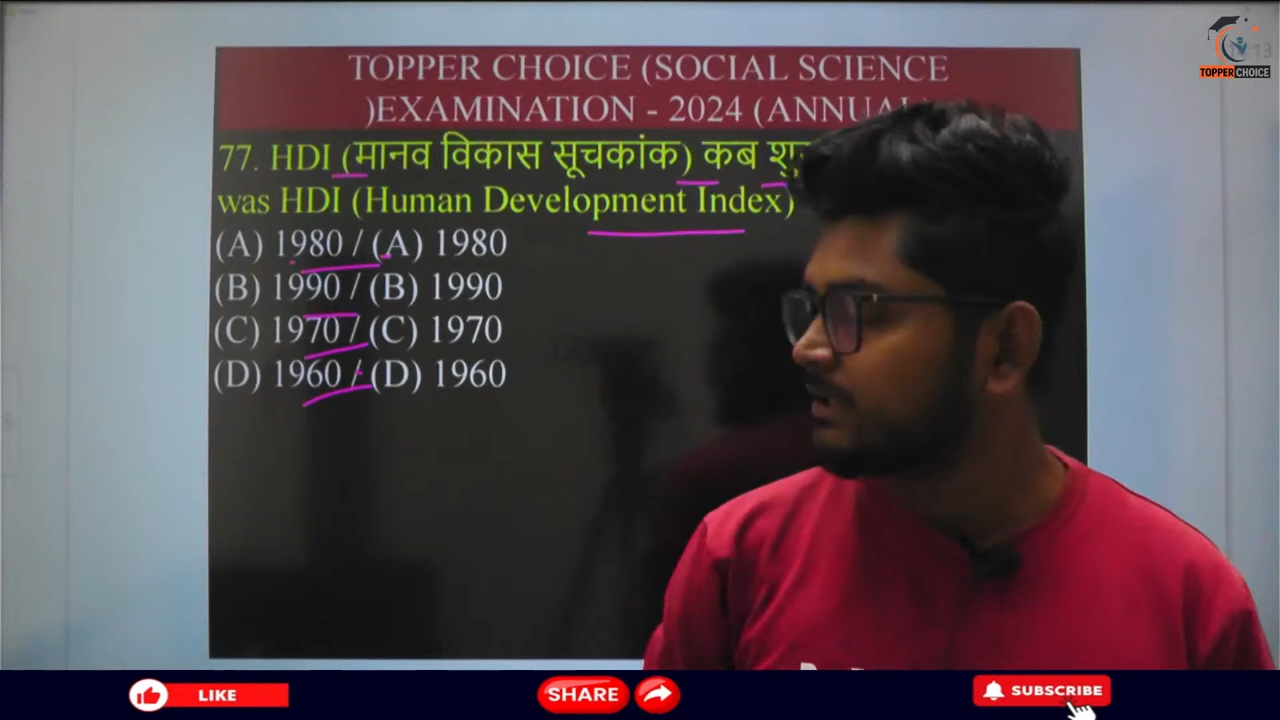 TOPPER CHOICE
TOPPER CHOICE (SOCIAL SCIENCE
)EXAMINATION - 2024 (ANNUAL
77. HDI (मानव विकास सूचकांक) कब
was HDI (Human Development Index)
(A) 1980 / (A) 1980
(B) 1990 / (B) 1990
(C) 1970 / (C) 1970
(D) 1960 / (D) 1960
LIKE
SHARE
SUBSCRIBE